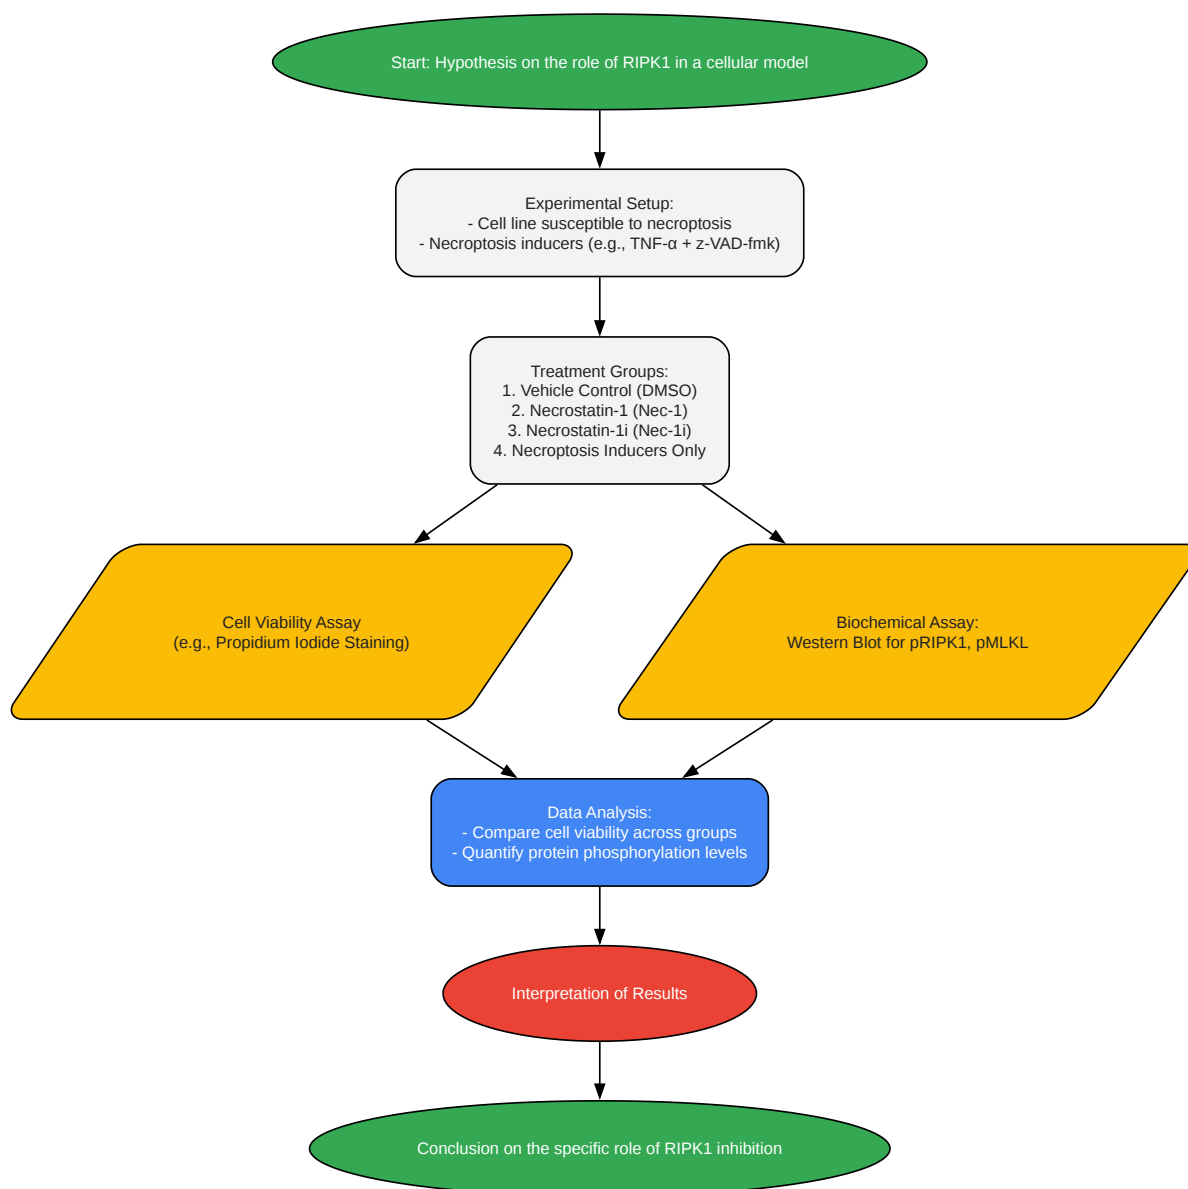 Start: Hypothesis on the role of RIPK1 in a cellular model
Experimental Setup:
- Cell line susceptible to necroptosis
- Necroptosis inducers (e.g., TNF-α + z-VAD-fmk)
Treatment Groups:
1. Vehicle Control (DMSO)
2. Necrostatin-1 (Nec-1)
3. Necrostatin-1i (Nec-1i)
4. Necroptosis Inducers Only
Cell Viability Assay
(e.g., Propidium Iodide Staining)
Biochemical Assay:
Western Blot for pRIPK1, pMLKL
Data Analysis:
- Compare cell viability across groups
- Quantify protein phosphorylation levels
Interpretation of Results
Conclusion on the specific role of RIPK1 inhibition